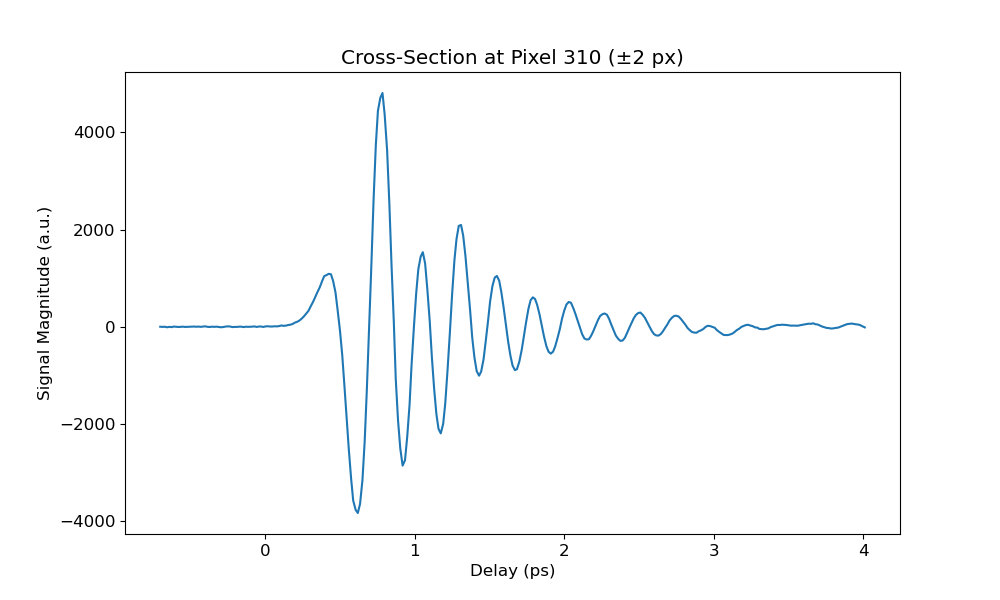 Cross-Section at Pixel 310 (±2 px)
Signal Magnitude (a.u.)
4000
2000
0
−2000
−4000
0 1 2 3 4
Delay (ps)